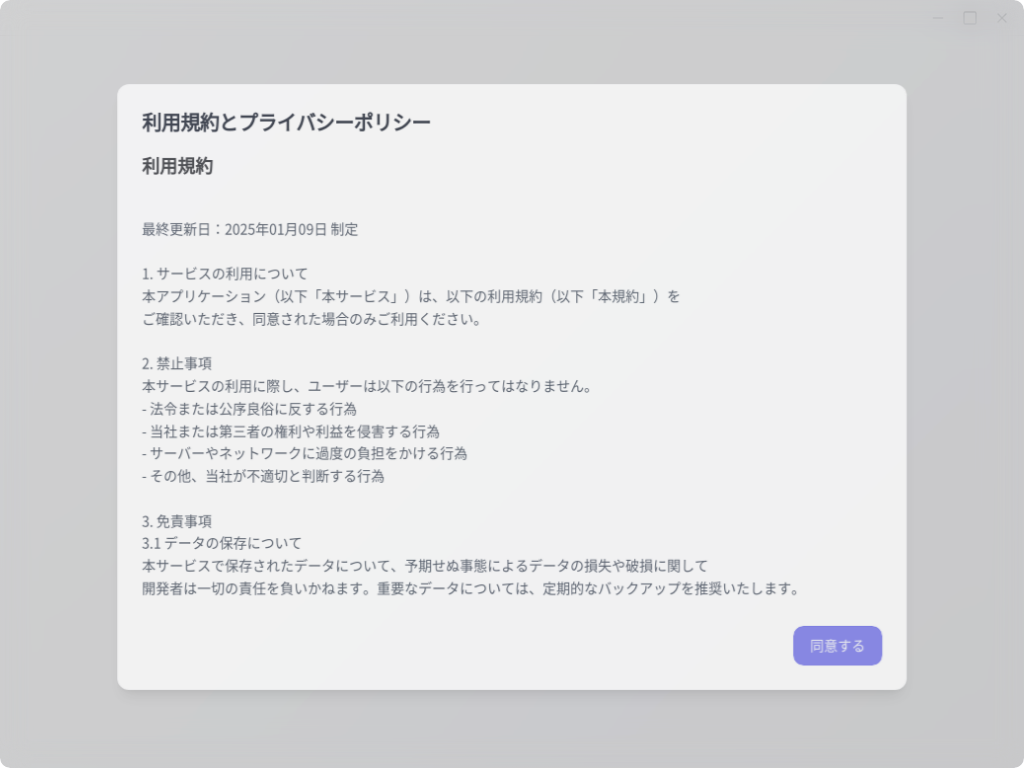 利用規約とプライバシーポリシー
利用規約
最終更新日：2025年01月09日 制定
1. サービスの利用について
本アプリケーション（以下「本サービス」）は、以下の利用規約（以下「本規約」）を
ご確認いただき、同意された場合のみご利用ください。
2. 禁止事項
本サービスの利用に際し、ユーザーは以下の行為を行ってはなりません。
- 法令または公序良俗に反する行為
- 当社または第三者の権利や利益を侵害する行為
- サーバーやネットワークに過度の負担をかける行為
- その他、当社が不適切と判断する行為
3. 免責事項
3.1 データの保存について
本サービスで保存されたデータについて、予期せぬ事態によるデータの損失や破損に関して
開発者は一切の責任を負いかねます。重要なデータについては、定期的なバックアップを推奨いたします。
同意する